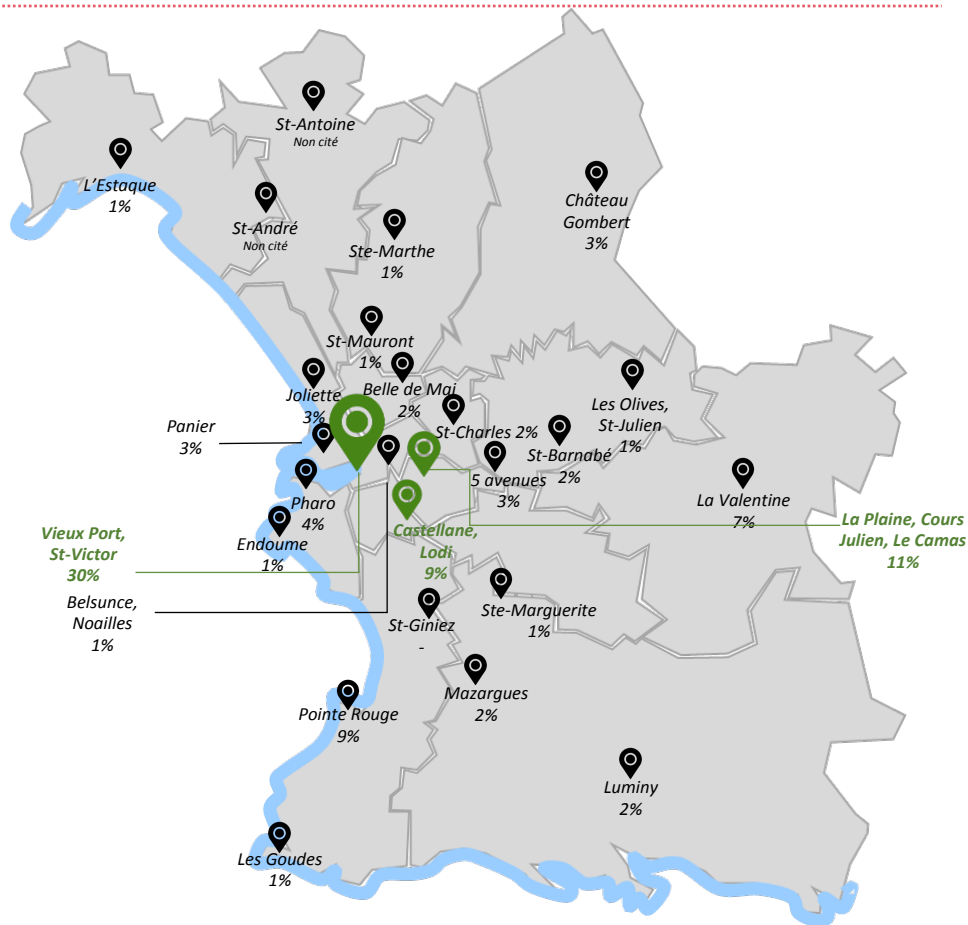 St-Antoine
Non cité
L'Estaque
1%
Château
Gombert
3%
St-André
Non cité
Ste-Marthe
1%
St-Mauront
1%
Joliette
3%
Belle de Mai
2%
Les Olives,
St-Julien
1%
Panier
3%
St-Charles 2%
St-Barnabé
2%
5 avenues
3%
La Valentine
7%
Pharo
4%
Vieux Port,
St-Victor
30%
Endoume
1%
Castellane,
Lodi
9%
La Plaine, Cours
Julien, Le Camas
11%
Belsunce,
Noailles
1%
St-Giniez
-
Ste-Marguerite
1%
Mazargues
2%
Pointe Rouge
9%
Luminy
2%
Les Goudes
1%